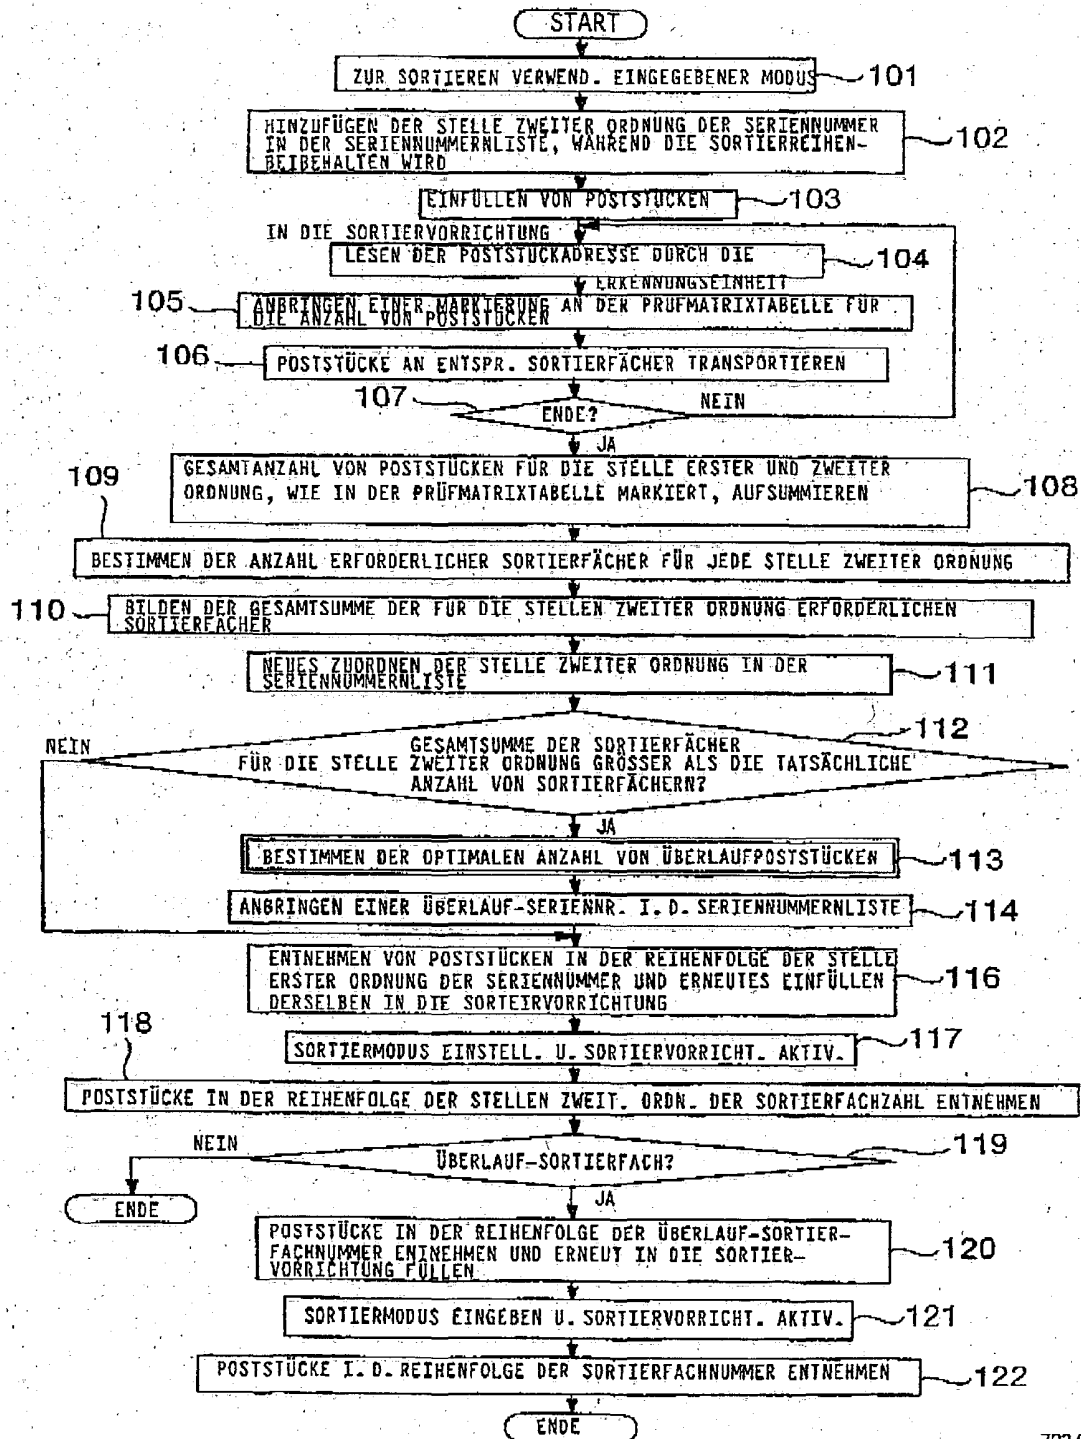 START
ZUR SORTIEREN VERWEND. EINGEGEBENER MODUS
101
HINZUFÜGEN DER STELLE ZWEITER ORDNUNG DER SERIENNUMMER
IN DER SERIENNUMMERNLISTE, WÄHREND DIE SORTIERREIHEN-
BEIBEHALTEN WIRD
102
EINFÜLLEN VON POSTSTÜCKEN
103
IN DIE SORTIERVORRICHTUNG
LESEN DER POSTSTÜCKADRESSE DURCH DIE
104
ERKENNUNGSEINHEIT
105
ANBRINGEN EINER MARKIERUNG AN DER PRÜFMATRIXTABELLE FÜR
DIE ANZAHL VON POSTSTÜCKER
106
POSTSTÜCKE AN ENTSPR. SORTIERFÄCHER TRANSPORTIEREN
107
ENDE?
NEIN
JA
GESAMTANZAHL VON POSTSTÜCKEN FÜR DIE STELLE ERSTER UND ZWEITER
ORDNUNG, WIE IN DER PRÜFMATRIXTABELLE MARKIERT, AUFSUMMIEREN
108
109
BESTIMMEN DER ANZAHL ERFORDERLICHER SORTIERFÄCHER FÜR JEDE STELLE ZWEITER ORDNUNG
110
BILDEN DER GESAMTSUMME DER FÜR DIE STELLEN ZWEITER ORDNUNG ERFORDERLICHEN
SORTIERFÄCHER
NEUES ZUORDNEN DER STELLE ZWEITER ORDNUNG IN DER
SERIENNUMMERNLISTE
111
112
NEIN
GESAMTSUMME DER SORTIERFÄCHER
FÜR DIE STELLE ZWEITER ORDNUNG GRÖSSER ALS DIE TATSÄCHLICHE
ANZAHL VON SORTIERFÄCHERN?
JA
BESTIMMEN DER OPTIMALEN ANZAHL VON ÜBERLAUFPOSTSTÜCKEN
113
ANBRINGEN EINER ÜBERLAUF-SERIENNR. I. D. SERIENNUMMERNLISTE
114
ENTNEHMEN VON POSTSTÜCKEN IN DER REIHENFOLGE DER STELLE
ERSTER ORDNUNG DER SERIENNUMMER UND ERNEUTES EINFÜLLEN
DERSELBEN IN DIE SORTEIRVORRICHTUNG
116
SORTIERMODUS EINSTELL. U. SORTIERVORRICHT. AKTIV.
117
118
POSTSTÜCKE IN DER REIHENFOLGE DER STELLEN ZWEIT. ORDN. DER SORTIERFACHZAHL ENTNEHMEN
NEIN
ÜBERLAUF-SORTIERFACH?
119
ENDE
JA
POSTSTÜCKE IN DER REIHENFOLGE DER ÜBERLAUF-SORTIER-
FACHNUMMER ENTNEHMEN UND ERNEUT IN DIE SORTIER-
VORRICHTUNG FÜLLEN
120
SORTIERMODUS EINGEBEN U. SORTIERVORRICHT. AKTIV.
121
POSTSTÜCKE I. D. REIHENFOLGE DER SORTIERFACHNUMMER ENTNEHMEN
122
ENDE